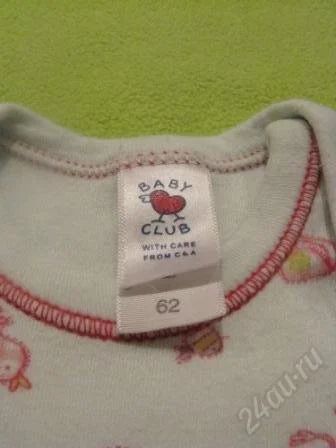 BABY
CLUB
WITH CARE
FROM C&A
62
24au.ru